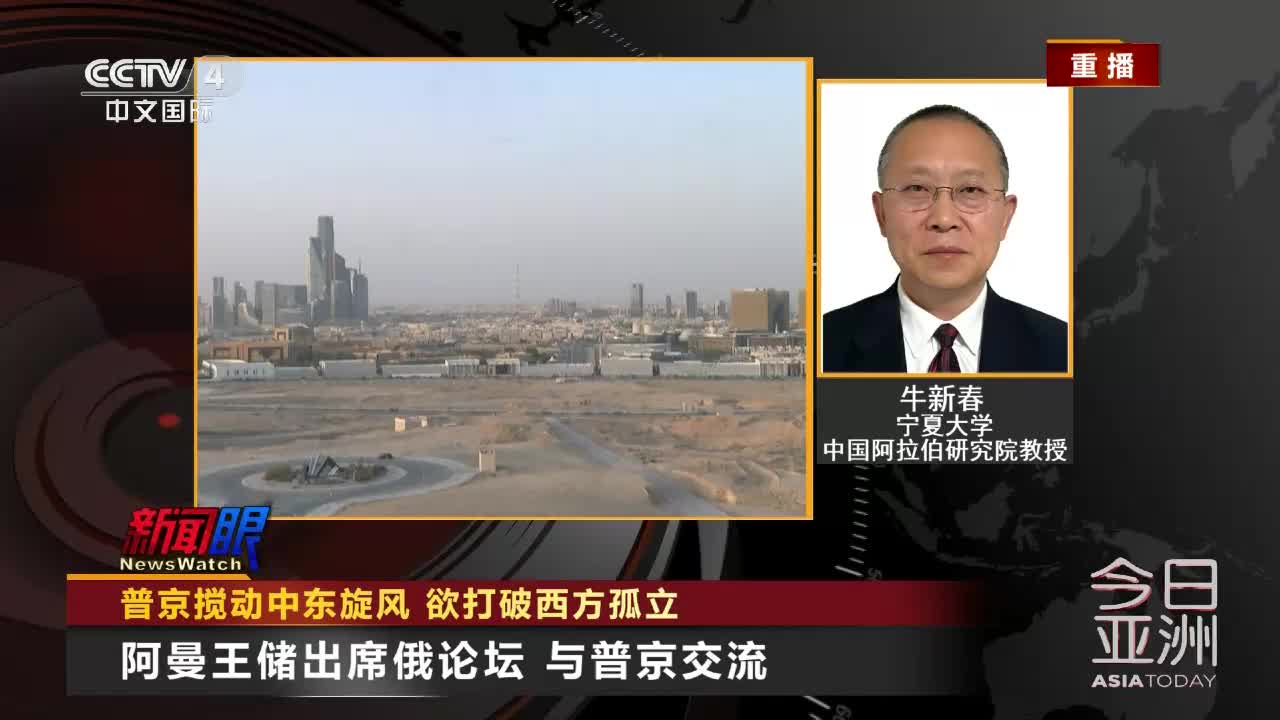 CCTV 4
中文国际
重播
牛新春
宁夏大学
中国阿拉伯研究院教授
新闻眼
NewsWatch
普京搅动中东旋风 欲打破西方孤立
阿曼王储出席俄论坛 与普京交流
今日
亚洲
ASIA TODAY